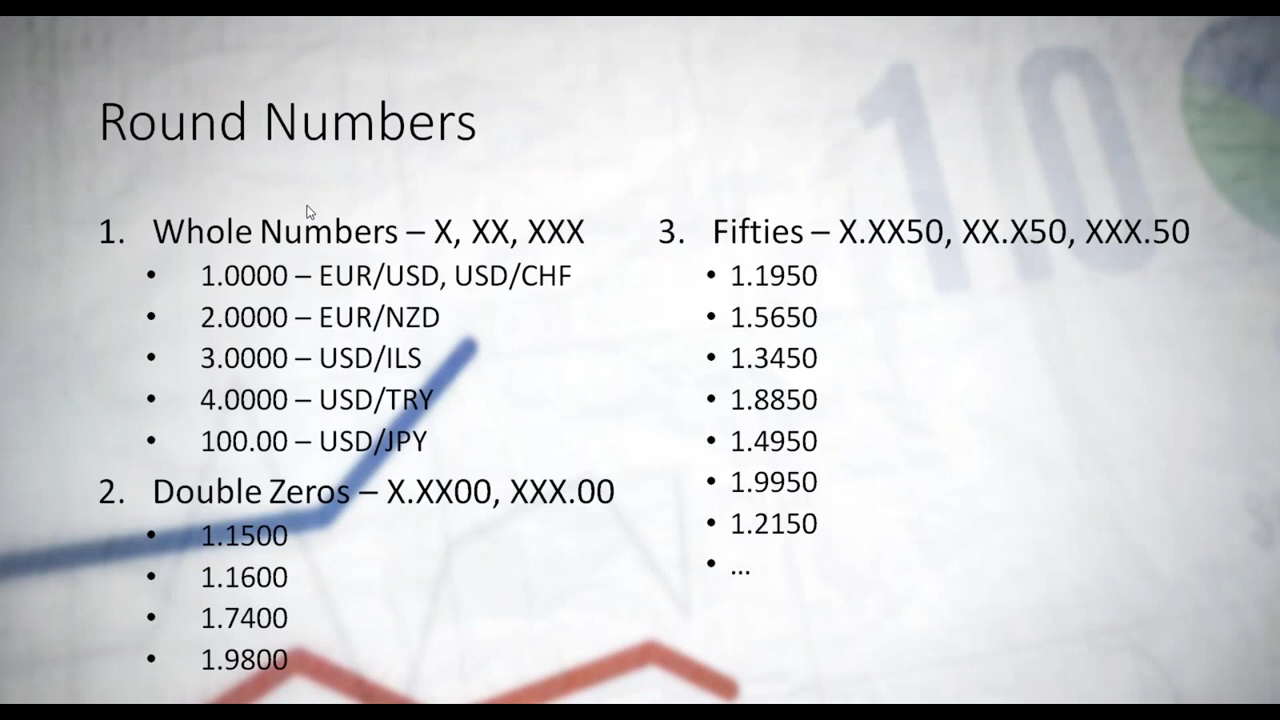 10
Round Numbers
1. Whole Numbers – X, XX, XXX
• 1.0000 – EUR/USD, USD/CHF
• 2.0000 – EUR/NZD
• 3.0000 – USD/ILS
• 4.0000 – USD/TRY
• 100.00 – USD/JPY
2. Double Zeros – X.XX00, XXX.00
• 1.1500
• 1.1600
• 1.7400
• 1.9800
3. Fifties – X.XX50, XX.X50, XXX.50
• 1.1950
• 1.5650
• 1.3450
• 1.8850
• 1.4950
• 1.9950
• 1.2150
• ...